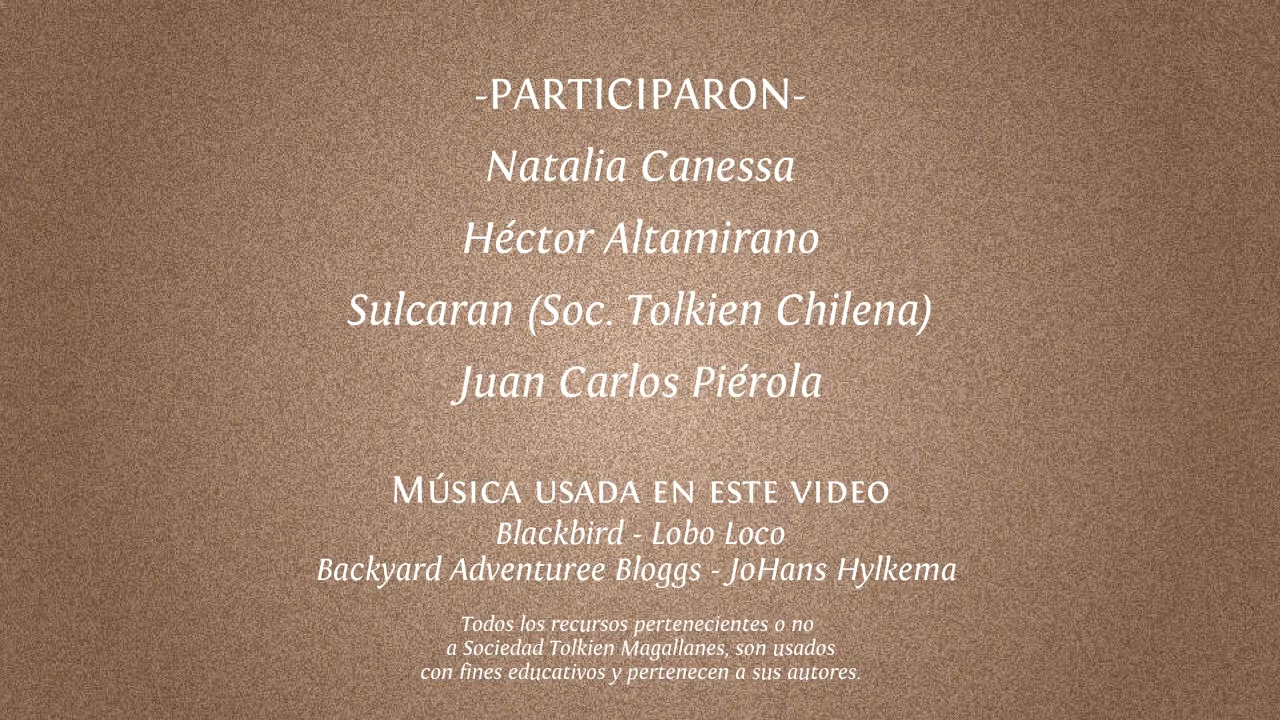 -PARTICIPARON-
Natalia Canessa
Héctor Altamirano
Sulcaran (Soc. Tolkien Chilena)
Juan Carlos Piérola
Música usada en este video
Blackbird - Lobo Loco
Backyard Adventuree Bloggs - JoHans Hylkema
Todos los recursos pertenecientes o no
a Sociedad Tolkien Magallanes, son usados
con fines educativos y pertenecen a sus autores.